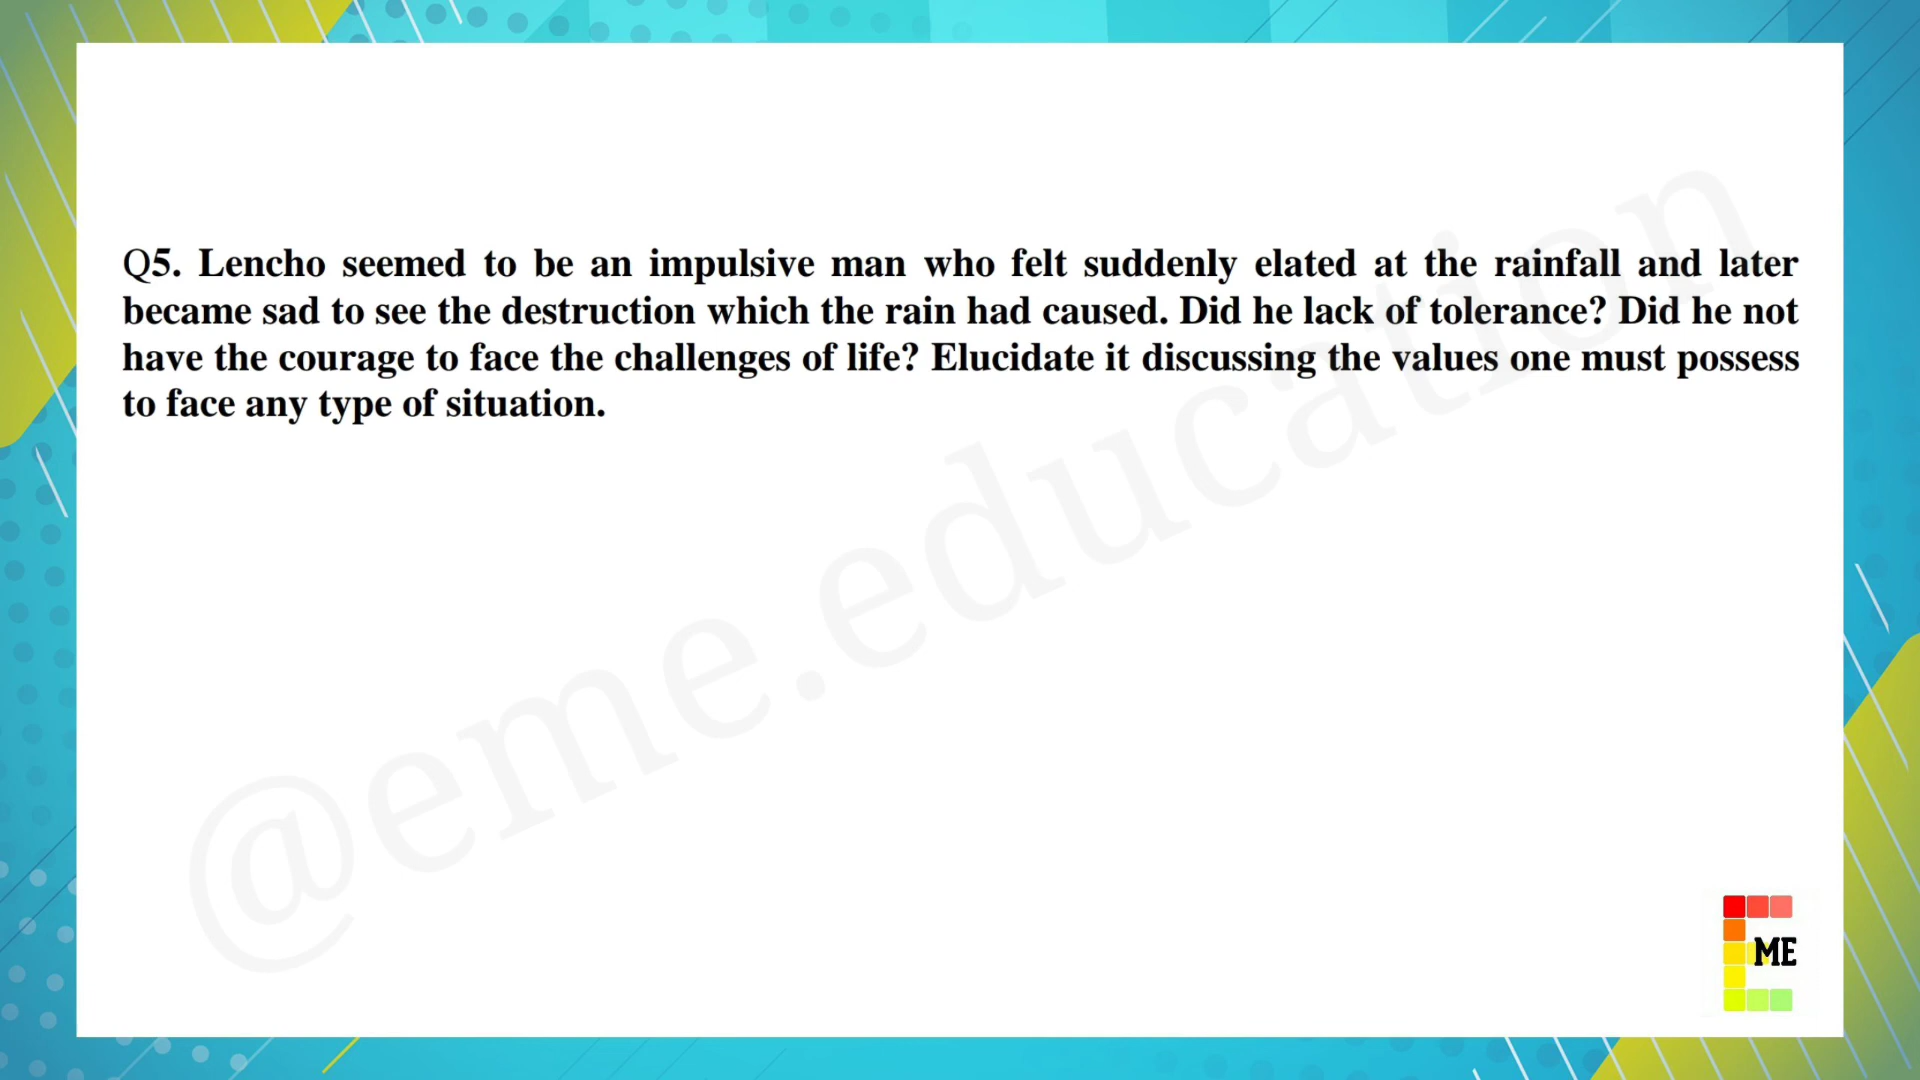 Q5. Lencho seemed to be an impulsive man who felt suddenly elated at the rainfall and later
became sad to see the destruction which the rain had caused. Did he lack of tolerance? Did he not
have the courage to face the challenges of life? Elucidate it discussing the values one must possess
to face any type of situation.
@eme.education
ME